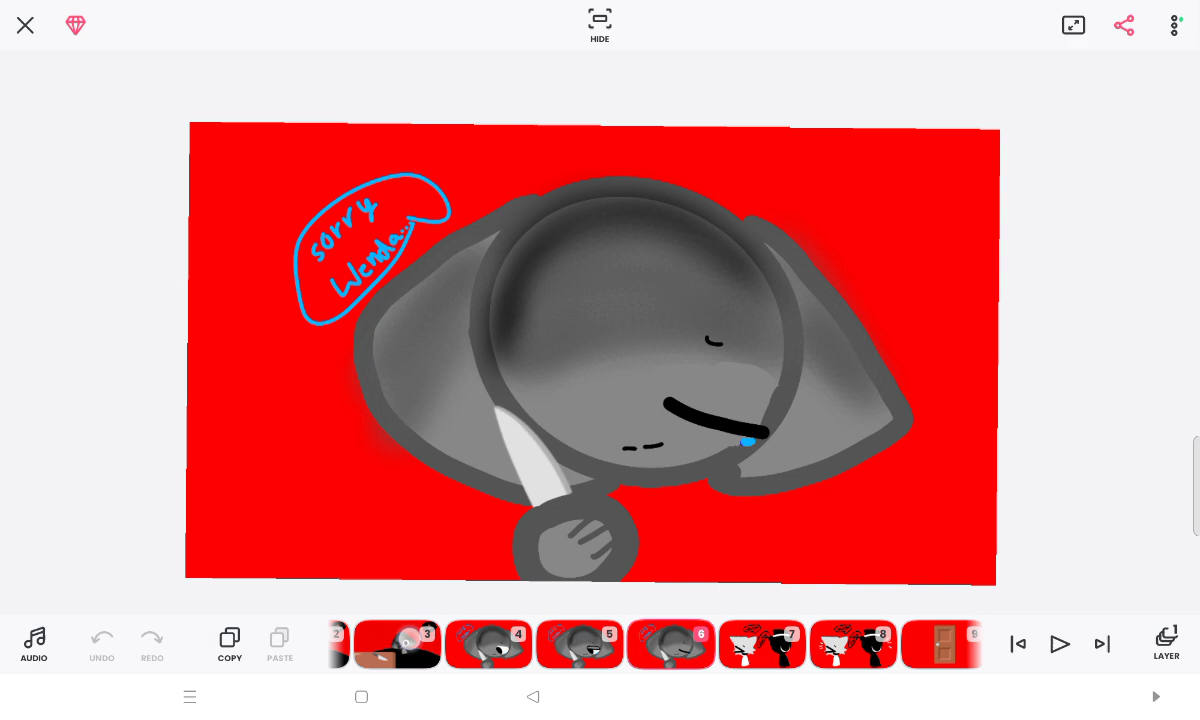 HIDE
sorry
Wenda...
AUDIO
UNDO
REDO
COPY
PASTE
2
3
4
5
6
7
8
9
1
LAYER